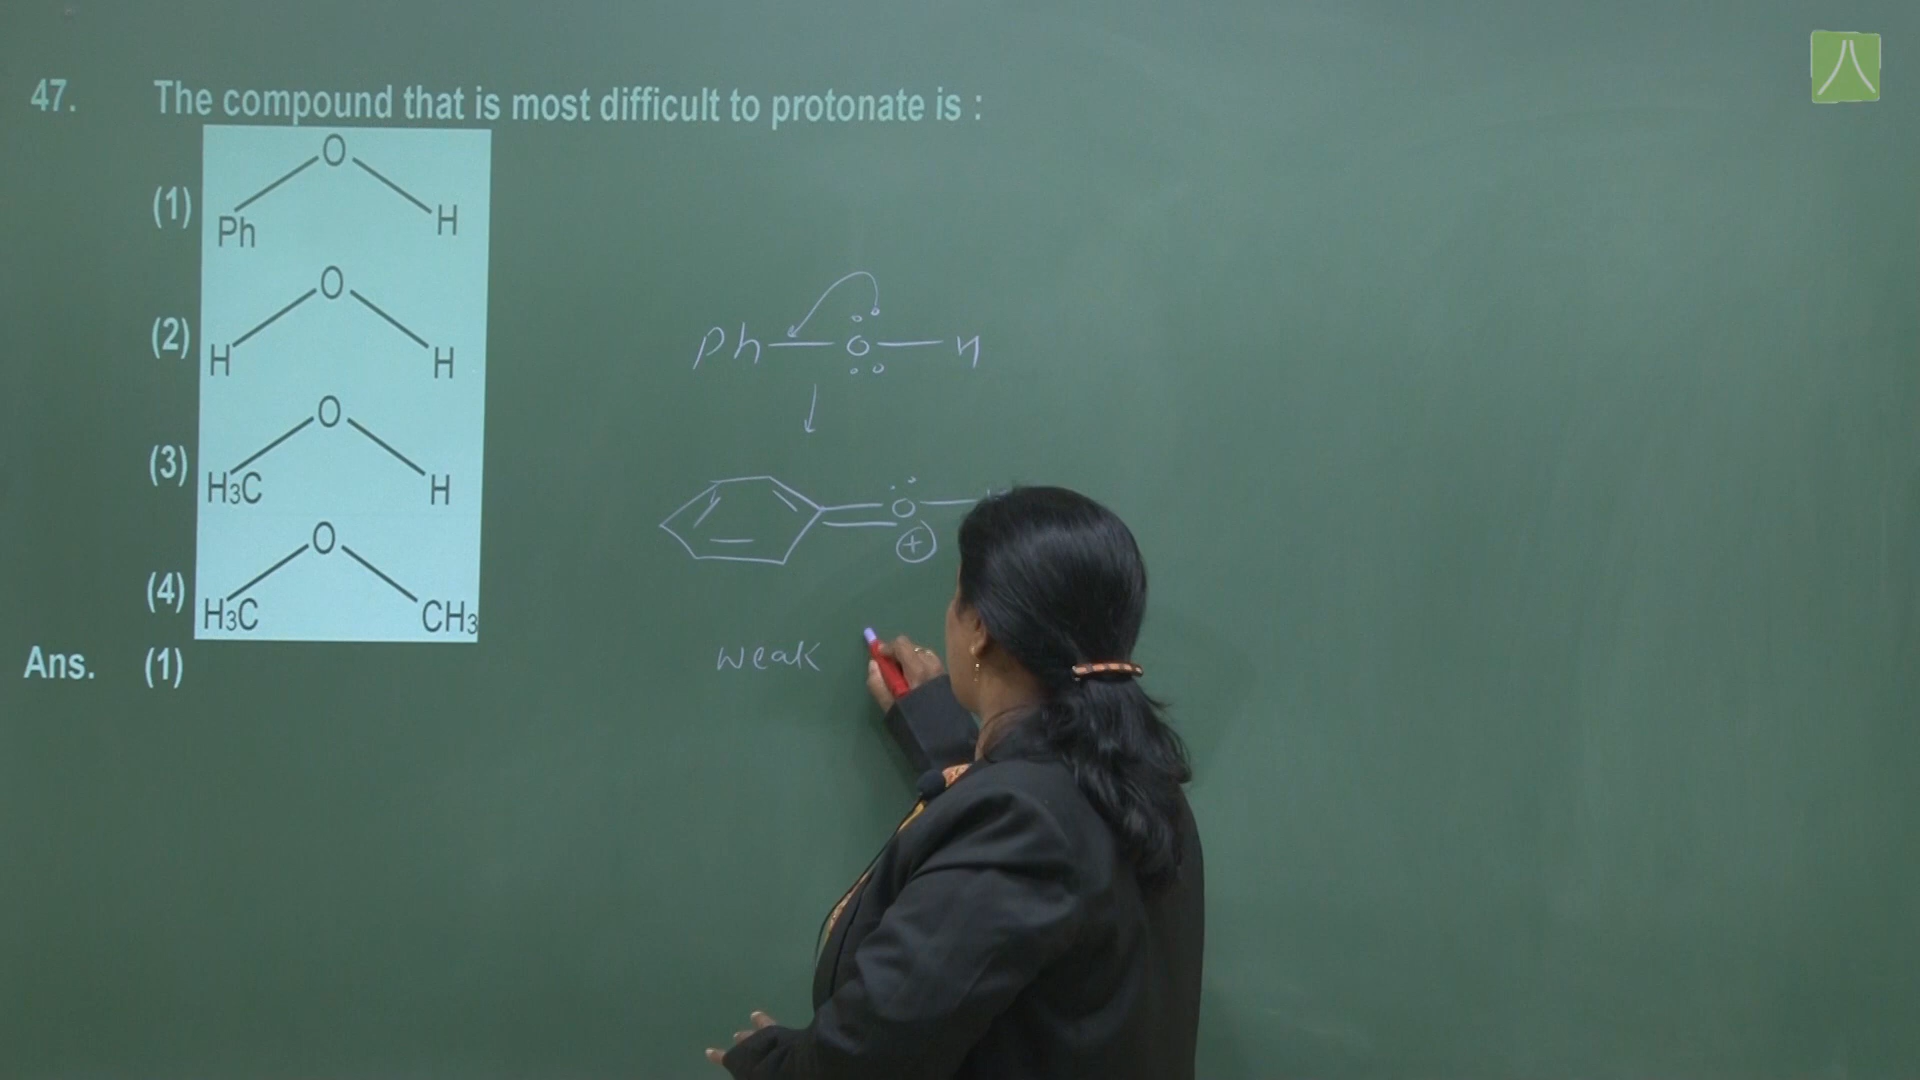 47. The compound that is most difficult to protonate is :
(1) Ph O H
(2) H O H
(3) H3C O H
(4) H3C O CH3
Ans. (1)
Ph O H
O
+
weak